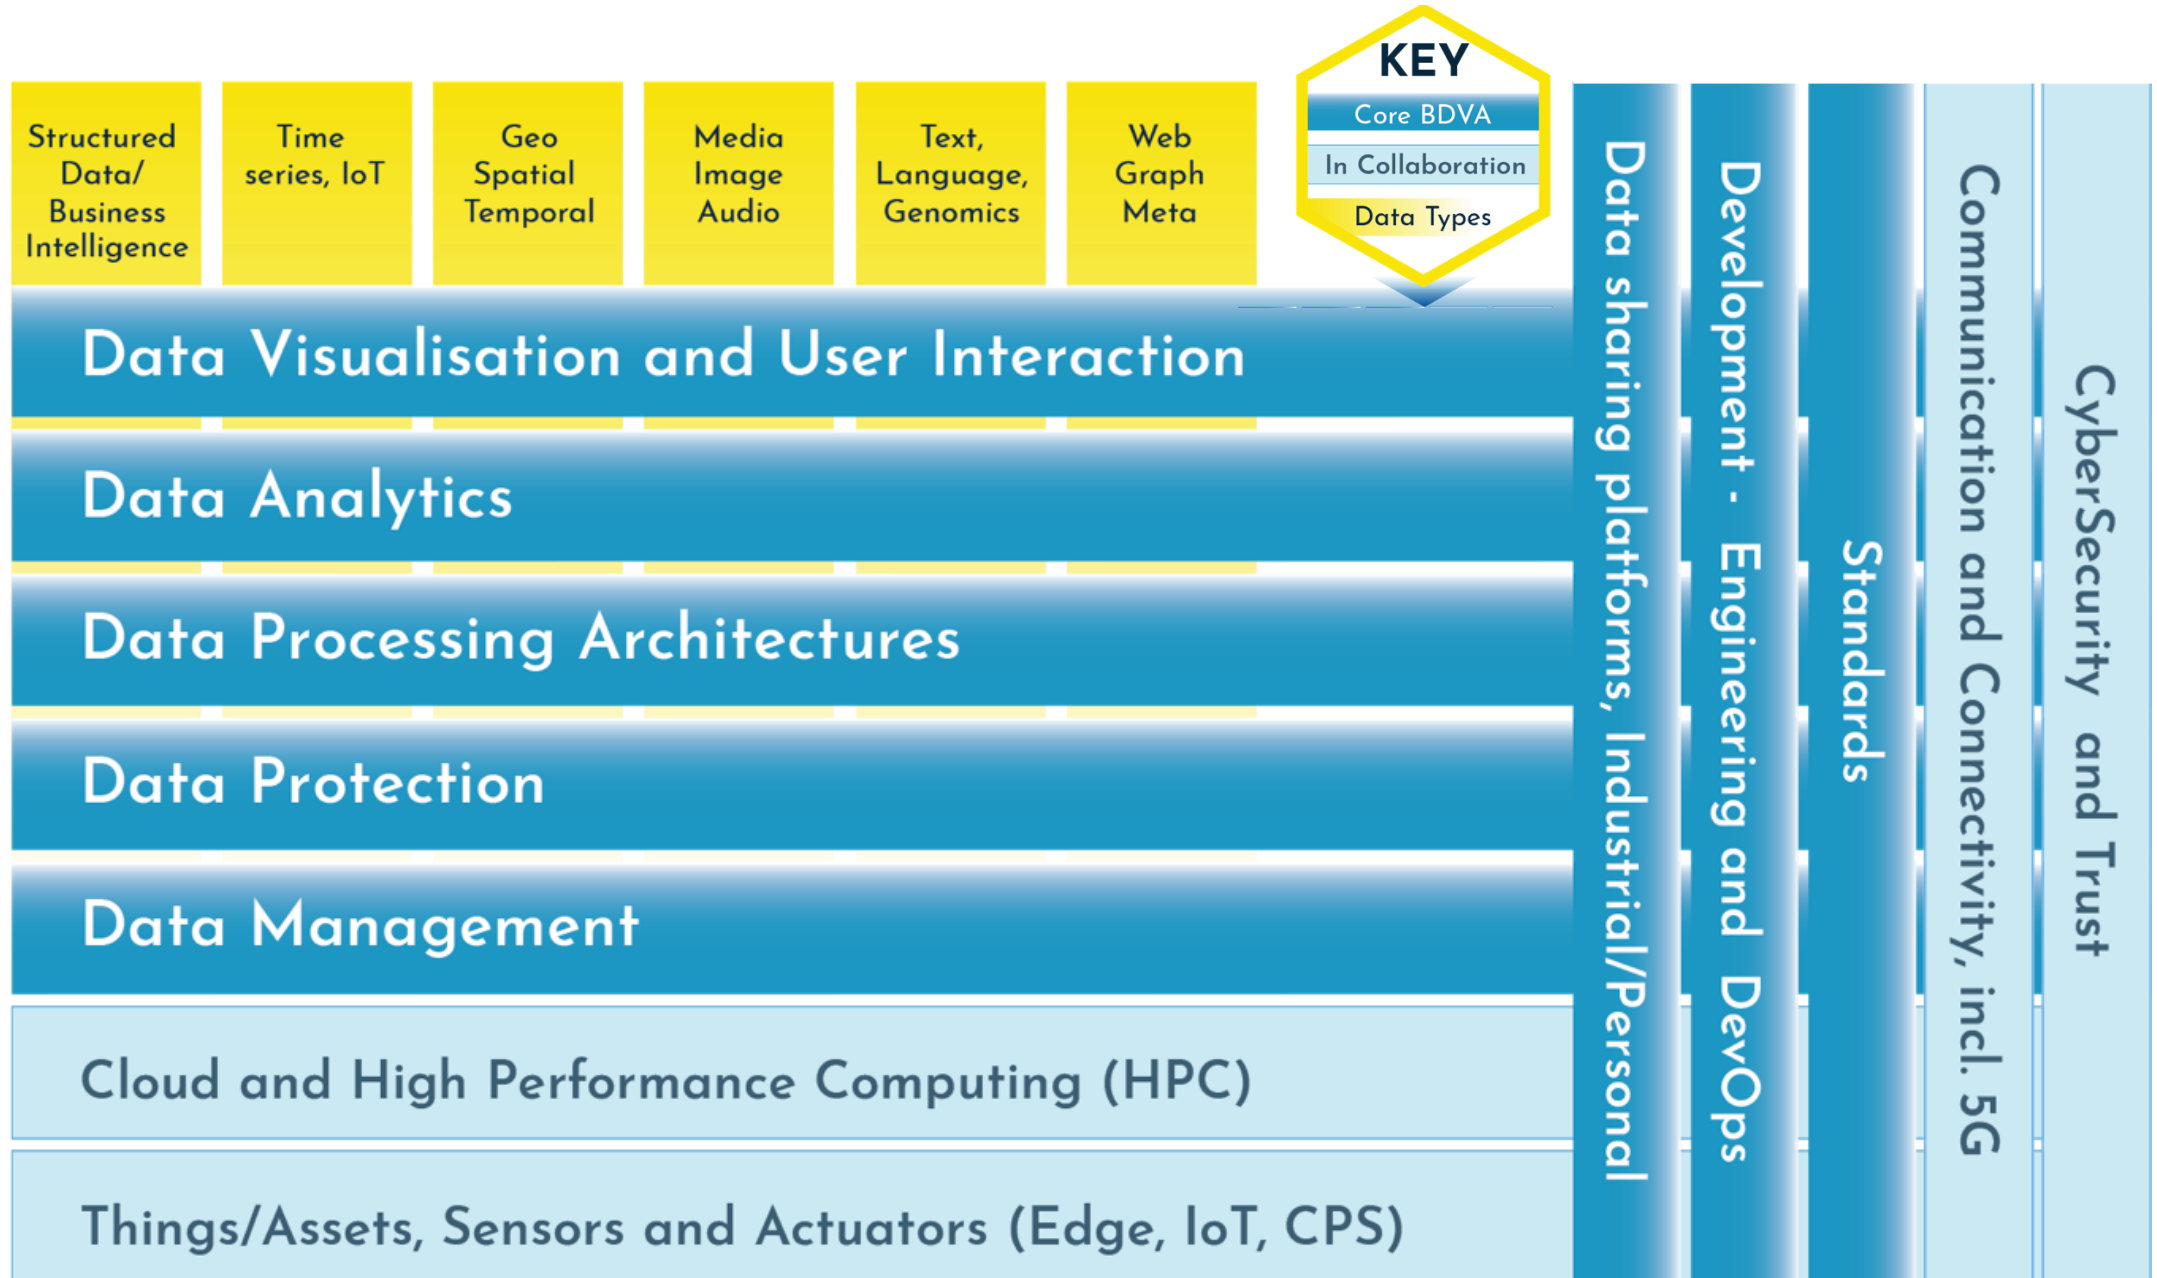 Structured
Data/
Business
Intelligence
Time
series, IoT
Geo
Spatial
Temporal
Media
Image
Audio
Text,
Language,
Genomics
Web
Graph
Meta
KEY
Core BDVA
In Collaboration
Data Types
Data Visualisation and User Interaction
Data Analytics
Data Processing Architectures
Data Protection
Data Management
Cloud and High Performance Computing (HPC)
Things/Assets, Sensors and Actuators (Edge, IoT, CPS)
Data sharing platforms, Industrial/Personal
Development - Engineering and DevOps
Standards
Communication and Connectivity, incl. 5G
CyberSecurity and Trust